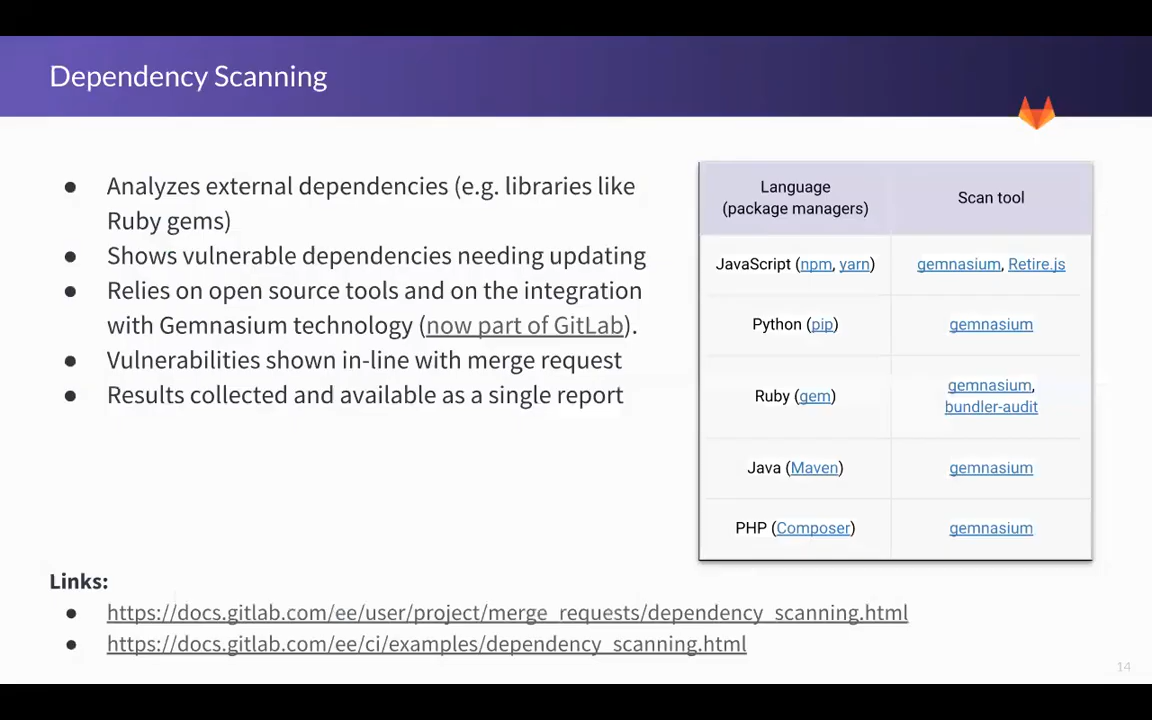 Dependency Scanning
● Analyzes external dependencies (e.g. libraries like
Ruby gems)
● Shows vulnerable dependencies needing updating
● Relies on open source tools and on the integration
with Gemnasium technology (now part of GitLab).
● Vulnerabilities shown in-line with merge request
● Results collected and available as a single report
Language
(package managers)
Scan tool
JavaScript (npm, yarn)
gemnasium, Retire.js
Python (pip)
gemnasium
Ruby (gem)
gemnasium,
bundler-audit
Java (Maven)
gemnasium
PHP (Composer)
gemnasium
Links:
● https://docs.gitlab.com/ee/user/project/merge_requests/dependency_scanning.html
● https://docs.gitlab.com/ee/ci/examples/dependency_scanning.html
14